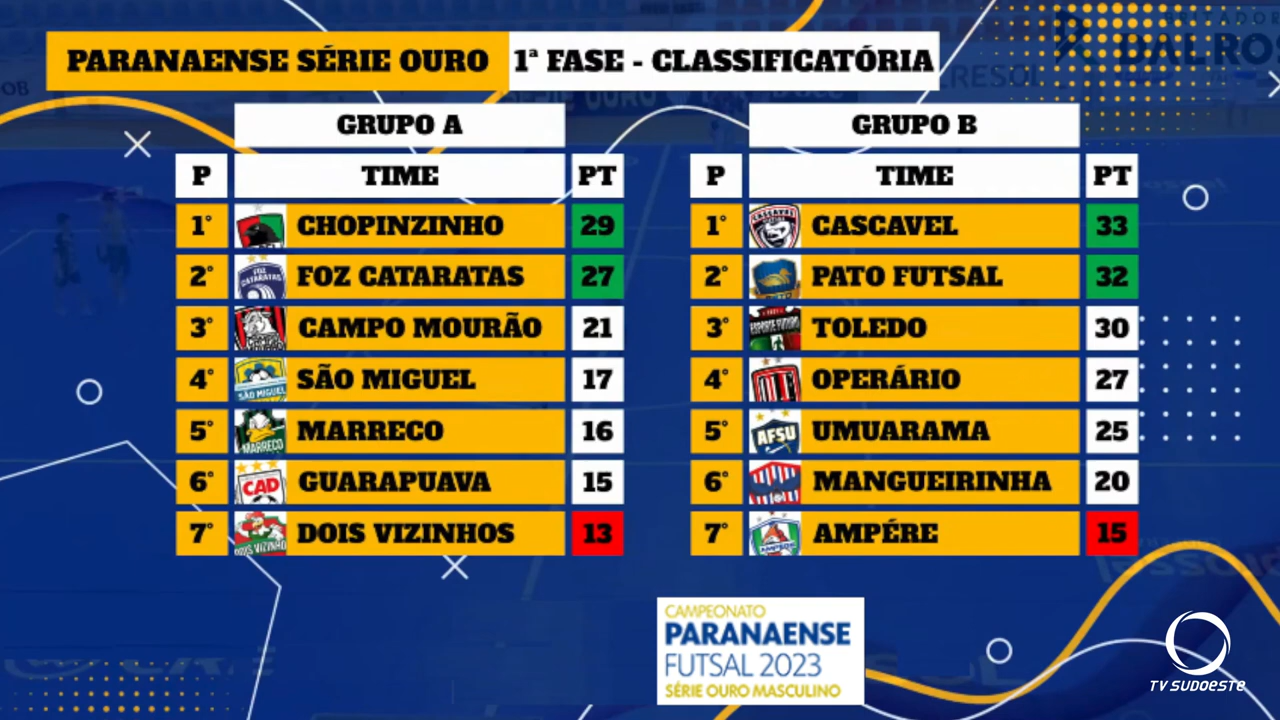 PARANAENSE SÉRIE OURO 1ª FASE - CLASSIFICATÓRIA
GRUPO A
P TIME PT
1° CHOPINZINHO 29
2° FOZ CATARATAS 27
3° CAMPO MOURÃO 21
4° SÃO MIGUEL 17
5° MARRECO 16
6° CAD GUARAPUAVA 15
7° DOIS VIZINHOS 13
GRUPO B
P TIME PT
1° CASCAVEL 33
2° PATO FUTSAL 32
3° TOLEDO 30
4° OPERÁRIO 27
5° AFSU UMUARAMA 25
6° MANGUEIRINHA 20
7° AMPÉRE 15
CAMPEONATO
PARANAENSE
FUTSAL 2023
SÉRIE OURO MASCULINO
TV SUDOESTE